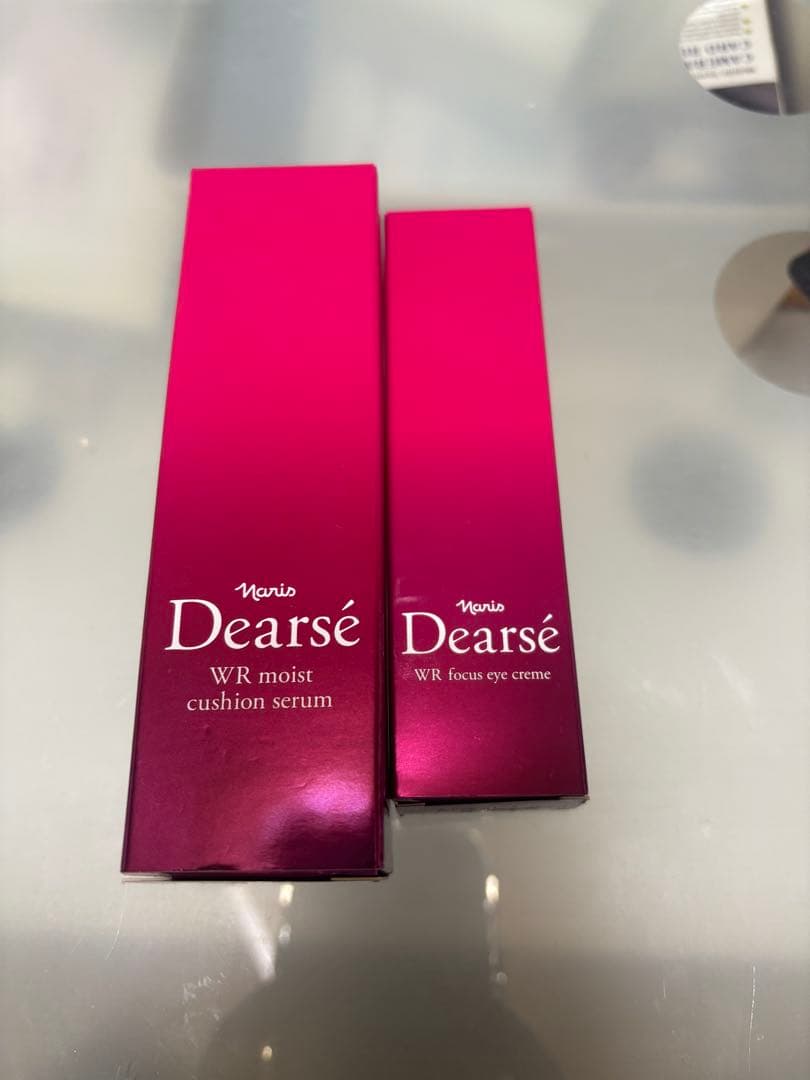 Naris
Dearsé
WR moist
cushion serum
Naris
Dearsé
WR focus eye creme